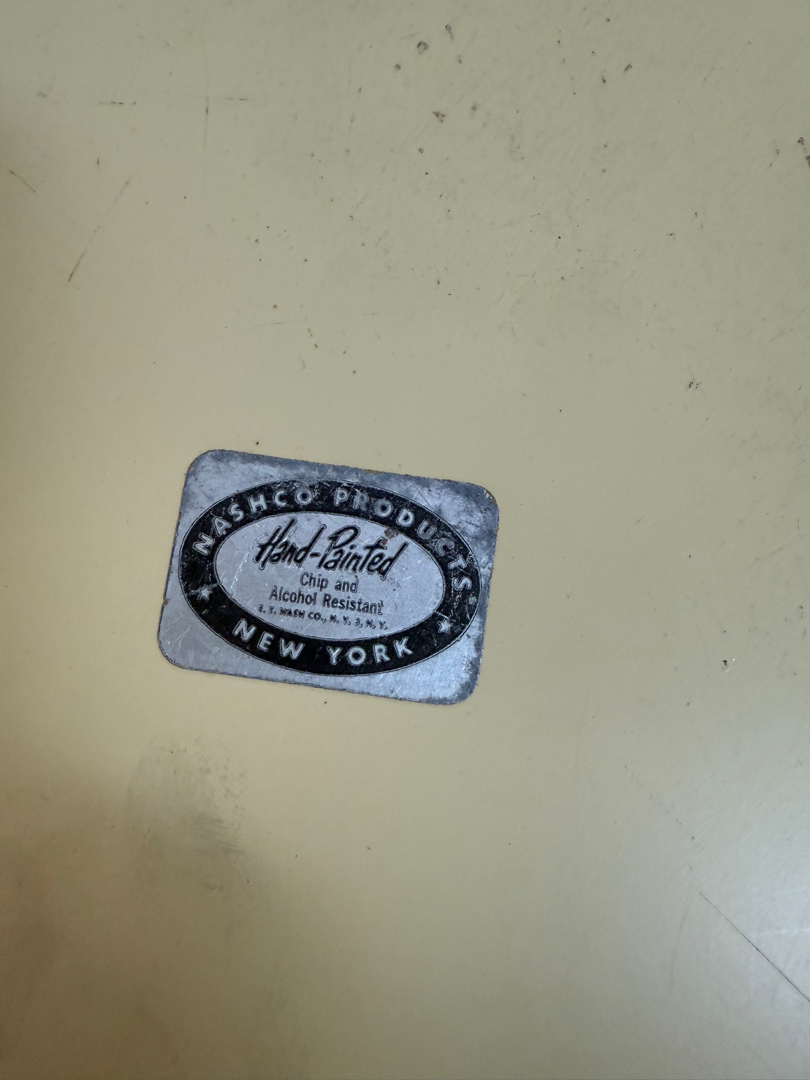 NASHCO PRODUCTS
Hand-Painted
Chip and
Alcohol Resistant
E. T. NASH CO., N. Y. 3, N. Y.
NEW YORK